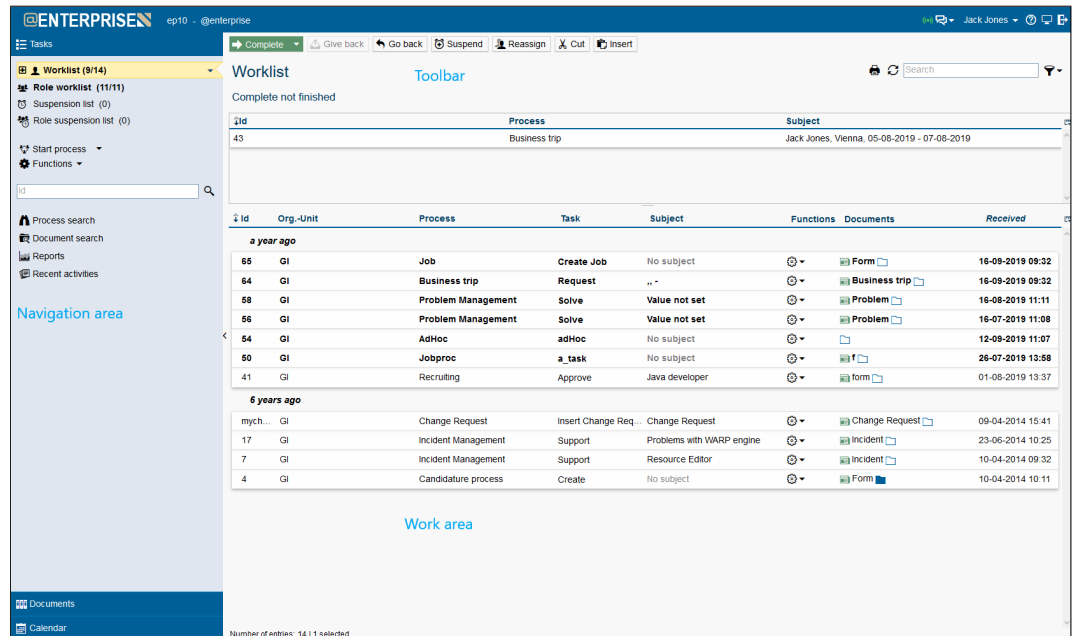 @ENTERPRISE ep10 - @enterprise Jack Jones
Tasks
Complete Give back Go back Suspend Reassign Cut Insert
Worklist (9/14)
Role worklist (11/11)
Suspension list (0)
Role suspension list (0)
Start process
Functions
Id
Process search
Document search
Reports
Recent activities
Navigation area
Documents
Calendar
Worklist Toolbar Search
Complete not finished
Id Process Subject
43 Business trip Jack Jones, Vienna, 05-08-2019 - 07-08-2019
Id Org.-Unit Process Task Subject Functions Documents Received
a year ago
65 GI Job Create Job No subject Form 16-09-2019 09:32
64 GI Business trip Request ,, - Business trip 16-09-2019 09:32
58 GI Problem Management Solve Value not set Problem 16-08-2019 11:11
56 GI Problem Management Solve Value not set Problem 16-07-2019 11:08
54 GI AdHoc adHoc No subject 12-09-2019 11:07
50 GI Jobproc a_task No subject f 26-07-2019 13:58
41 GI Recruiting Approve Java developer form 01-08-2019 13:37
6 years ago
mych... GI Change Request Insert Change Req... Change Request Change Request 09-04-2014 15:41
17 GI Incident Management Support Problems with WARP engine Incident 23-06-2014 10:25
7 GI Incident Management Support Resource Editor Incident 10-04-2014 09:32
4 GI Candidature process Create No subject Form 10-04-2014 10:11
Work area
Number of entries: 14 | 1 selected